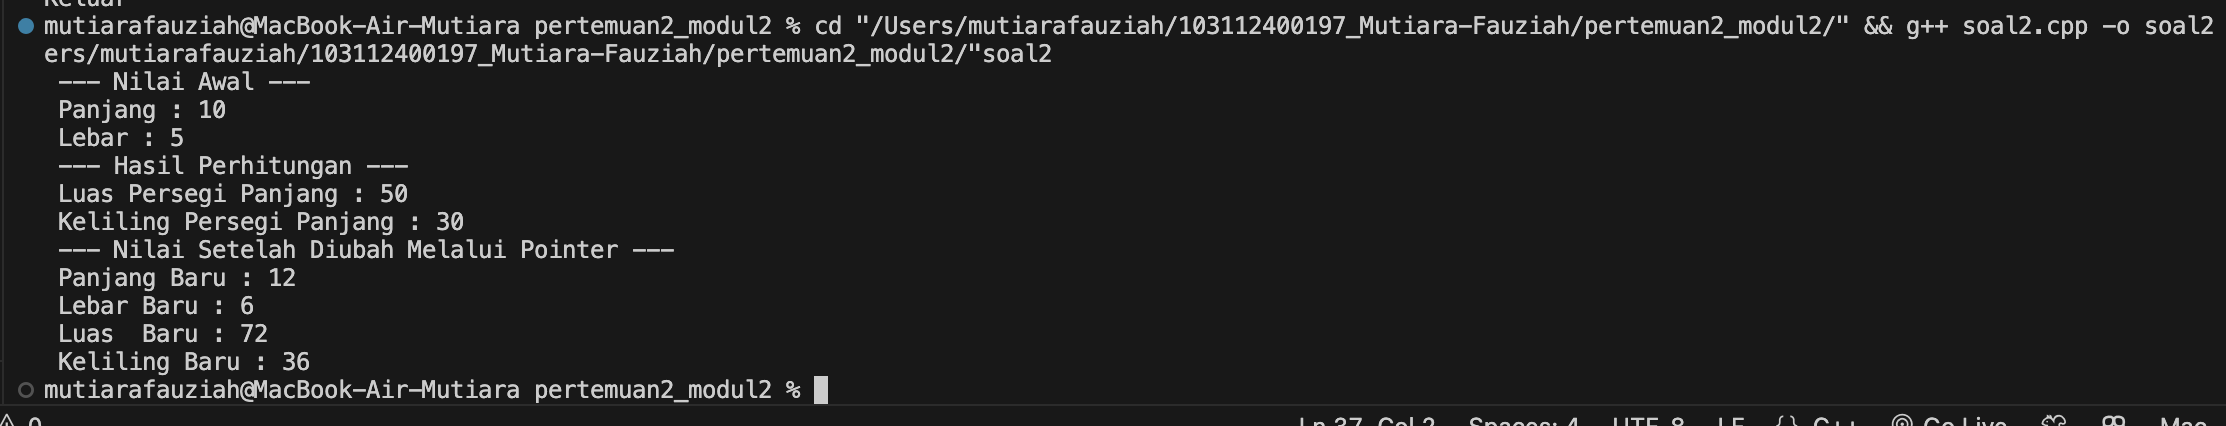 Keluar
mutiarafauziah@MacBook-Air-Mutiara pertemuan2_modul2 % cd "/Users/mutiarafauziah/103112400197_Mutiara-Fauziah/pertemuan2_modul2/" && g++ soal2.cpp -o soal2
ers/mutiarafauziah/103112400197_Mutiara-Fauziah/pertemuan2_modul2/"soal2
--- Nilai Awal ---
Panjang : 10
Lebar : 5
--- Hasil Perhitungan ---
Luas Persegi Panjang : 50
Keliling Persegi Panjang : 30
--- Nilai Setelah Diubah Melalui Pointer ---
Panjang Baru : 12
Lebar Baru : 6
Luas  Baru : 72
Keliling Baru : 36
mutiarafauziah@MacBook-Air-Mutiara pertemuan2_modul2 %
0 Ln 37, Col 2 Spaces: 4 UTF-8 LF {} C++ Go Live Mac